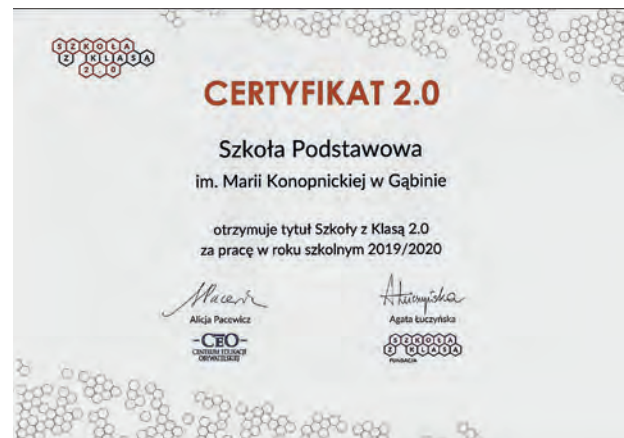 SZKOŁA
Z KLASĄ
2.0
CERTYFIKAT 2.0
Szkoła Podstawowa
im. Marii Konopnickiej w Gąbinie
otrzymuje tytuł Szkoły z Klasą 2.0
za pracę w roku szkolnym 2019/2020
Alicja Pacewicz
Agata Łuczyńska
-CEO-
CENTRUM EDUKACJI
OBYWATELSKIEJ
SZKOŁA
Z KLASĄ
FUNDACJA